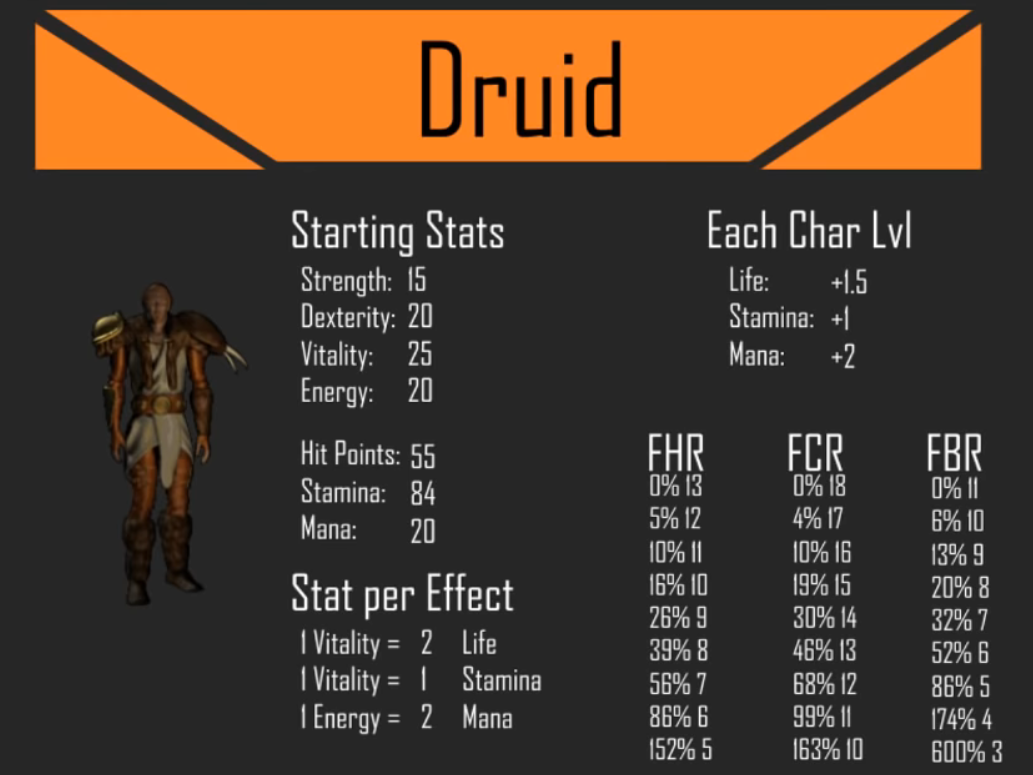 Druid
Starting Stats
Strength: 15
Dexterity: 20
Vitality: 25
Energy: 20
Hit Points: 55
Stamina: 84
Mana: 20
Stat per Effect
1 Vitality = 2 Life
1 Vitality = 1 Stamina
1 Energy = 2 Mana
Each Char Lvl
Life: +1.5
Stamina: +1
Mana: +2
FHR FCR FBR
0% 13 0% 18 0% 11
5% 12 4% 17 6% 10
10% 11 10% 16 13% 9
16% 10 19% 15 20% 8
26% 9 30% 14 32% 7
39% 8 46% 13 52% 6
56% 7 68% 12 86% 5
86% 6 99% 11 174% 4
152% 5 163% 10 600% 3